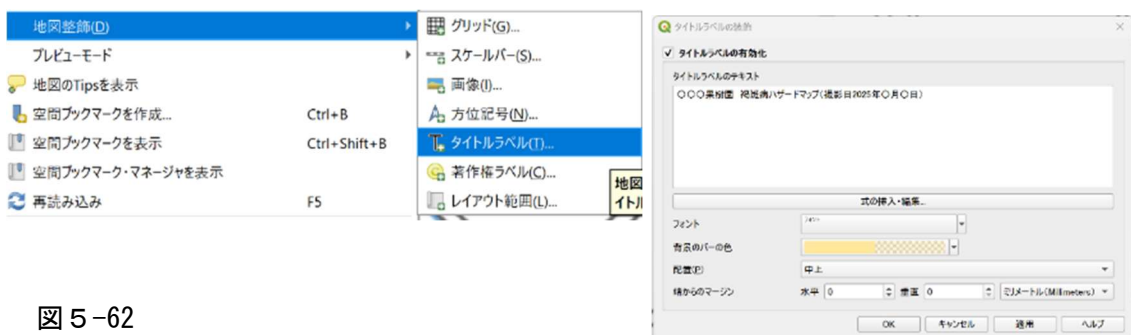 地図整飾(D)
プレビューモード
地図のTipsを表示
空間ブックマークを作成... Ctrl+B
空間ブックマークを表示 Ctrl+Shift+B
空間ブックマーク・マネージャを表示
再読み込み F5
グリッド(G)...
スケールバー(S)...
画像(I)...
方位記号(N)...
タイトルラベル(T)...
著作権ラベル(C)...
レイアウト範囲(L)...
地図
イトル
タイトルラベルの装飾
タイトルラベルの有効化
タイトルラベルのテキスト
〇〇〇果樹園 褐斑病ハザードマップ(撮影日2025年〇月〇日)
式の挿入・編集...
フォント フォント
背景のバーの色
配置(P) 中上
端からのマージン 水平 0 垂直 0 ミリメートル(Millimeters)
OK キャンセル 適用 ヘルプ
図５-62